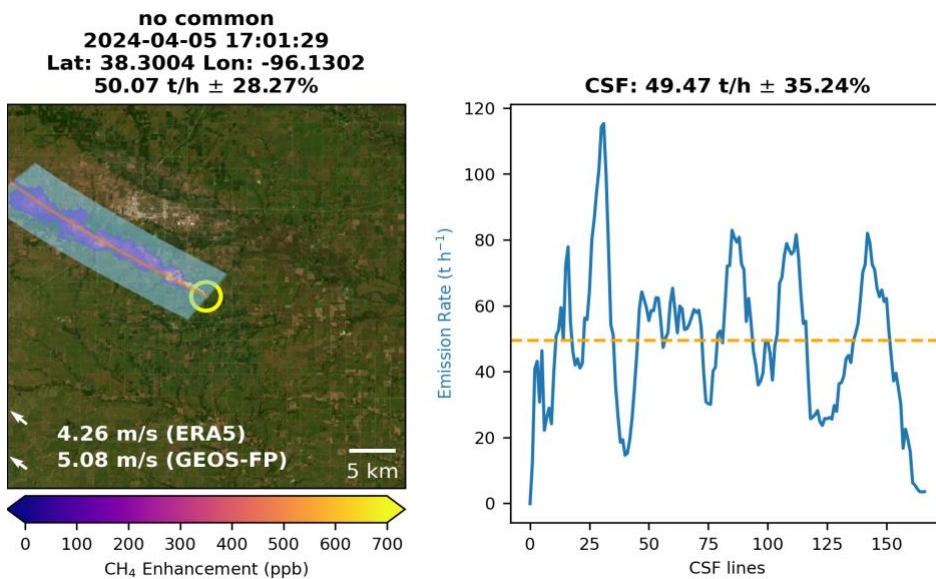 no common
2024-04-05 17:01:29
Lat: 38.3004 Lon: -96.1302
50.07 t/h ± 28.27%
4.26 m/s (ERA5)
5.08 m/s (GEOS-FP)
5 km
0 100 200 300 400 500 600 700
CH₄ Enhancement (ppb)
CSF: 49.47 t/h ± 35.24%
Emission Rate (t h⁻¹)
120
100
80
60
40
20
0
0 25 50 75 100 125 150
CSF lines